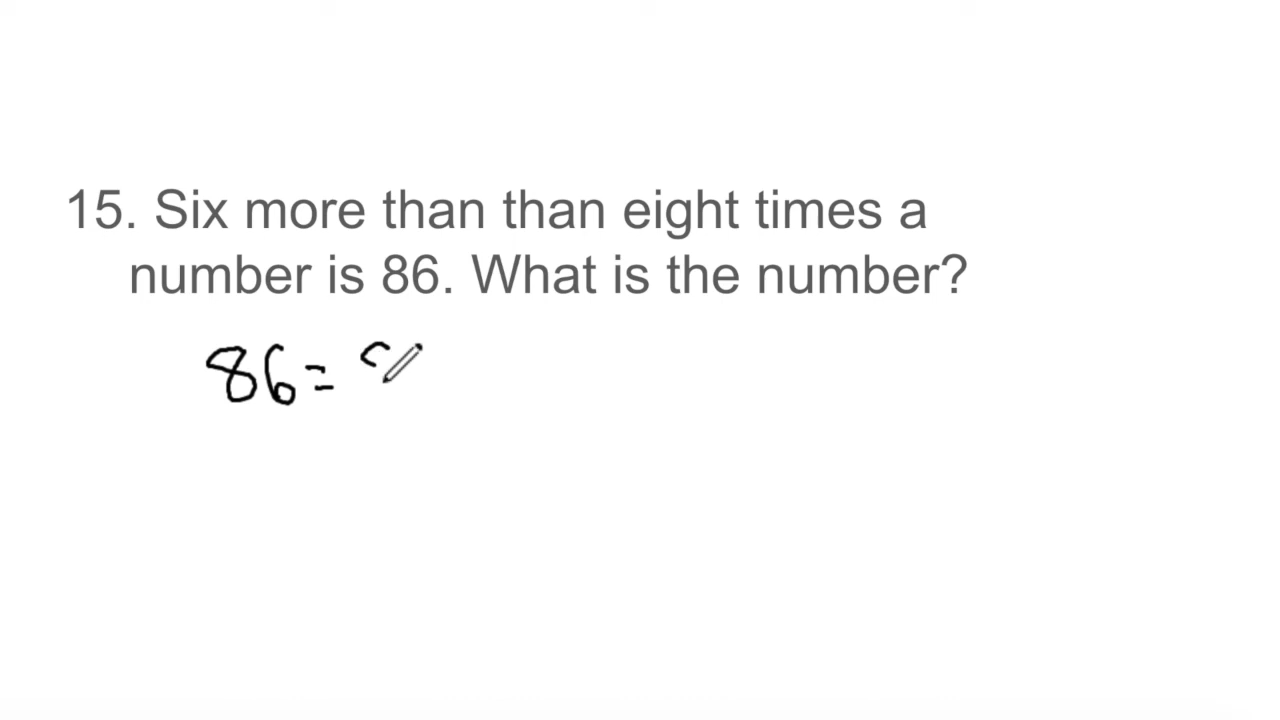 15. Six more than than eight times a
number is 86. What is the number?
86=